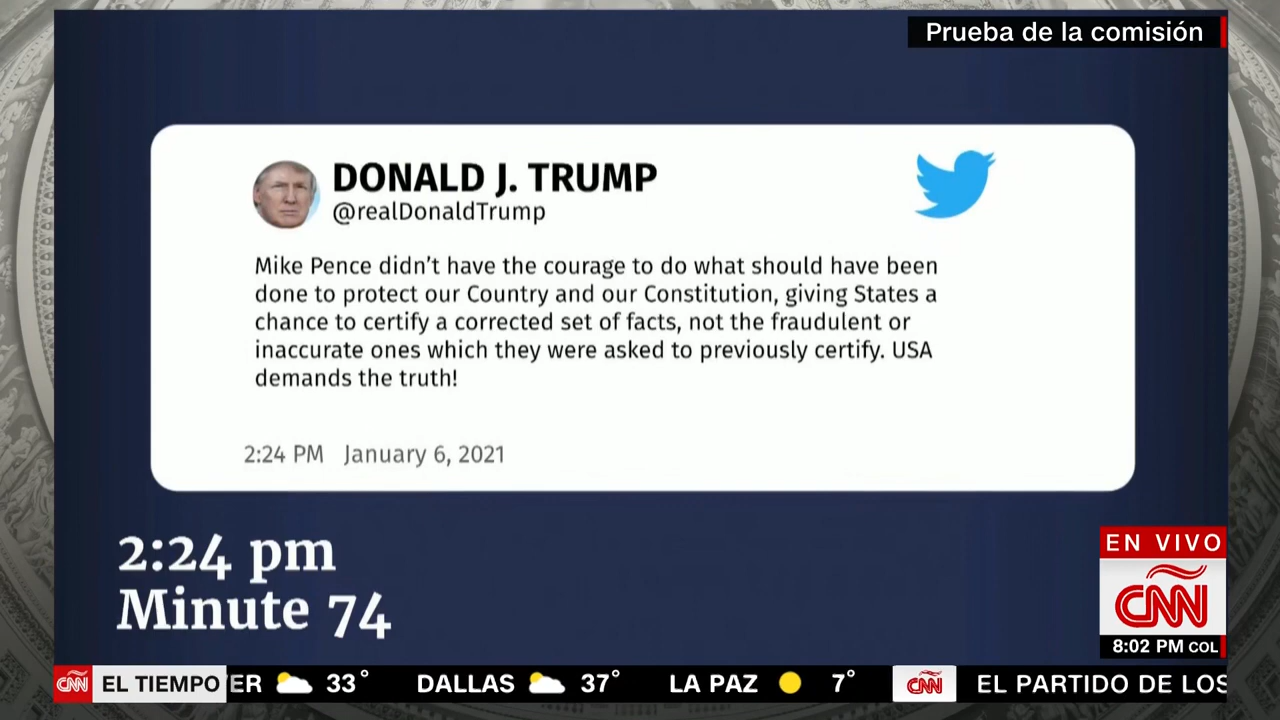 Prueba de la comisión
DONALD J. TRUMP
@realDonaldTrump
Mike Pence didn't have the courage to do what should have been
done to protect our Country and our Constitution, giving States a
chance to certify a corrected set of facts, not the fraudulent or
inaccurate ones which they were asked to previously certify. USA
demands the truth!
2:24 PM January 6, 2021
2:24 pm
Minute 74
EN VIVO
CNN
8:02 PM COL
CNN EL TIEMPO ER 33° DALLAS 37° LA PAZ 7° CNN EL PARTIDO DE LOS